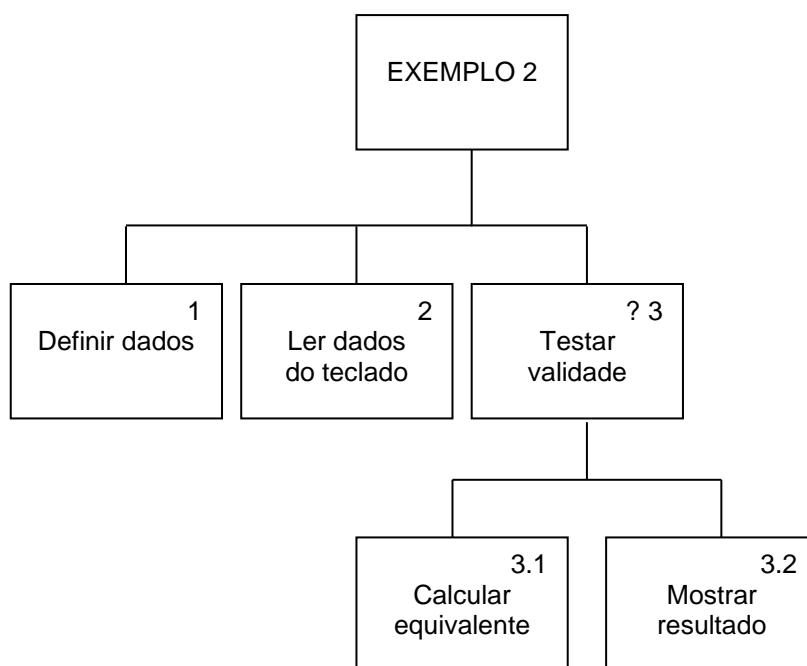 EXEMPLO 2
1
Definir dados
2
Ler dados
do teclado
? 3
Testar
validade
3.1
Calcular
equivalente
3.2
Mostrar
resultado